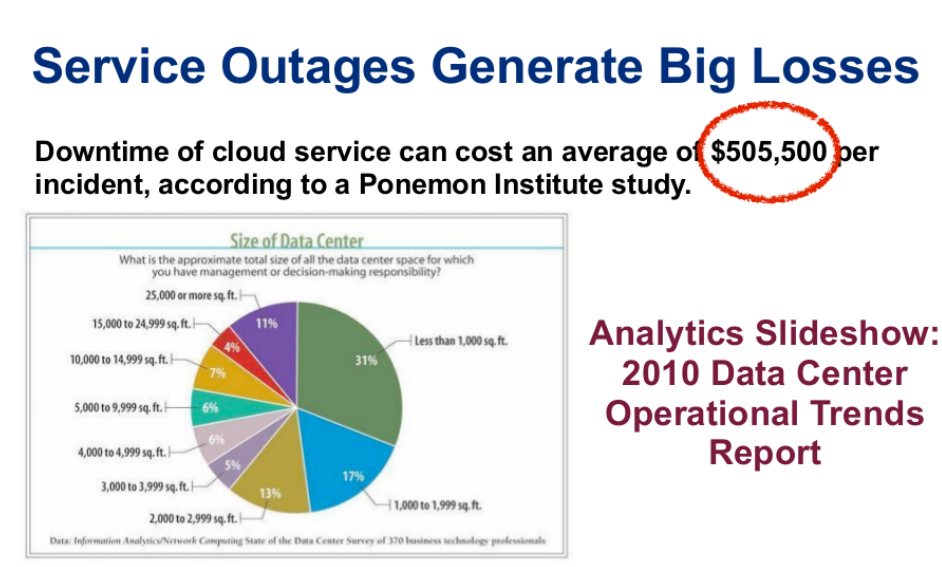 Service Outages Generate Big Losses
Downtime of cloud service can cost an average of $505,500 per
incident, according to a Ponemon Institute study.
Size of Data Center
What is the approximate total size of all the data center space for which
you have management or decision-making responsibility?
25,000 or more sq. ft.
11%
15,000 to 24,999 sq. ft.
4%
Less than 1,000 sq. ft.
31%
10,000 to 14,999 sq. ft.
7%
5,000 to 9,999 sq. ft.
6%
4,000 to 4,999 sq. ft.
6%
3,000 to 3,999 sq. ft.
5%
2,000 to 2,999 sq. ft.
13%
17%
1,000 to 1,999 sq. ft.
Data: Information Analytics/Network Computing State of the Data Center Survey of 370 business technology professionals
Analytics Slideshow:
2010 Data Center
Operational Trends
Report